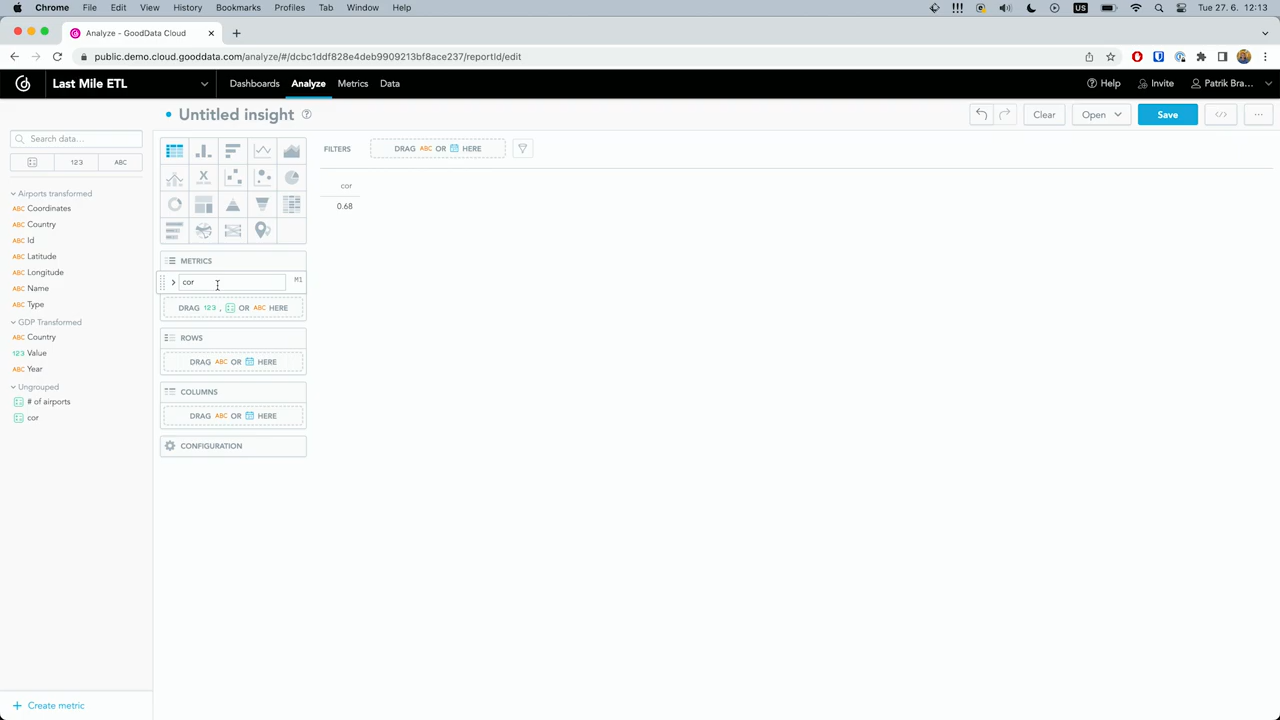 Chrome File Edit View History Bookmarks Profiles Tab Window Help US Tue 27. 6. 12:13
Analyze - GoodData Cloud
public.demo.cloud.gooddata.com/analyze/#/dcbc1ddf828e4deb9909213bf8ace237/reportId/edit
Last Mile ETL Dashboards Analyze Metrics Data Help Invite Patrik Bra...
Untitled insight Clear Open Save
Search data...
123 ABC
Airports transformed
ABC Coordinates
ABC Country
ABC Id
ABC Latitude
ABC Longitude
ABC Name
ABC Type
GDP Transformed
ABC Country
123 Value
ABC Year
Ungrouped
# of airports
cor
Create metric
METRICS
cor M1
DRAG 123 , OR ABC HERE
ROWS
DRAG ABC OR HERE
COLUMNS
DRAG ABC OR HERE
CONFIGURATION
FILTERS DRAG ABC OR HERE
cor
0.68